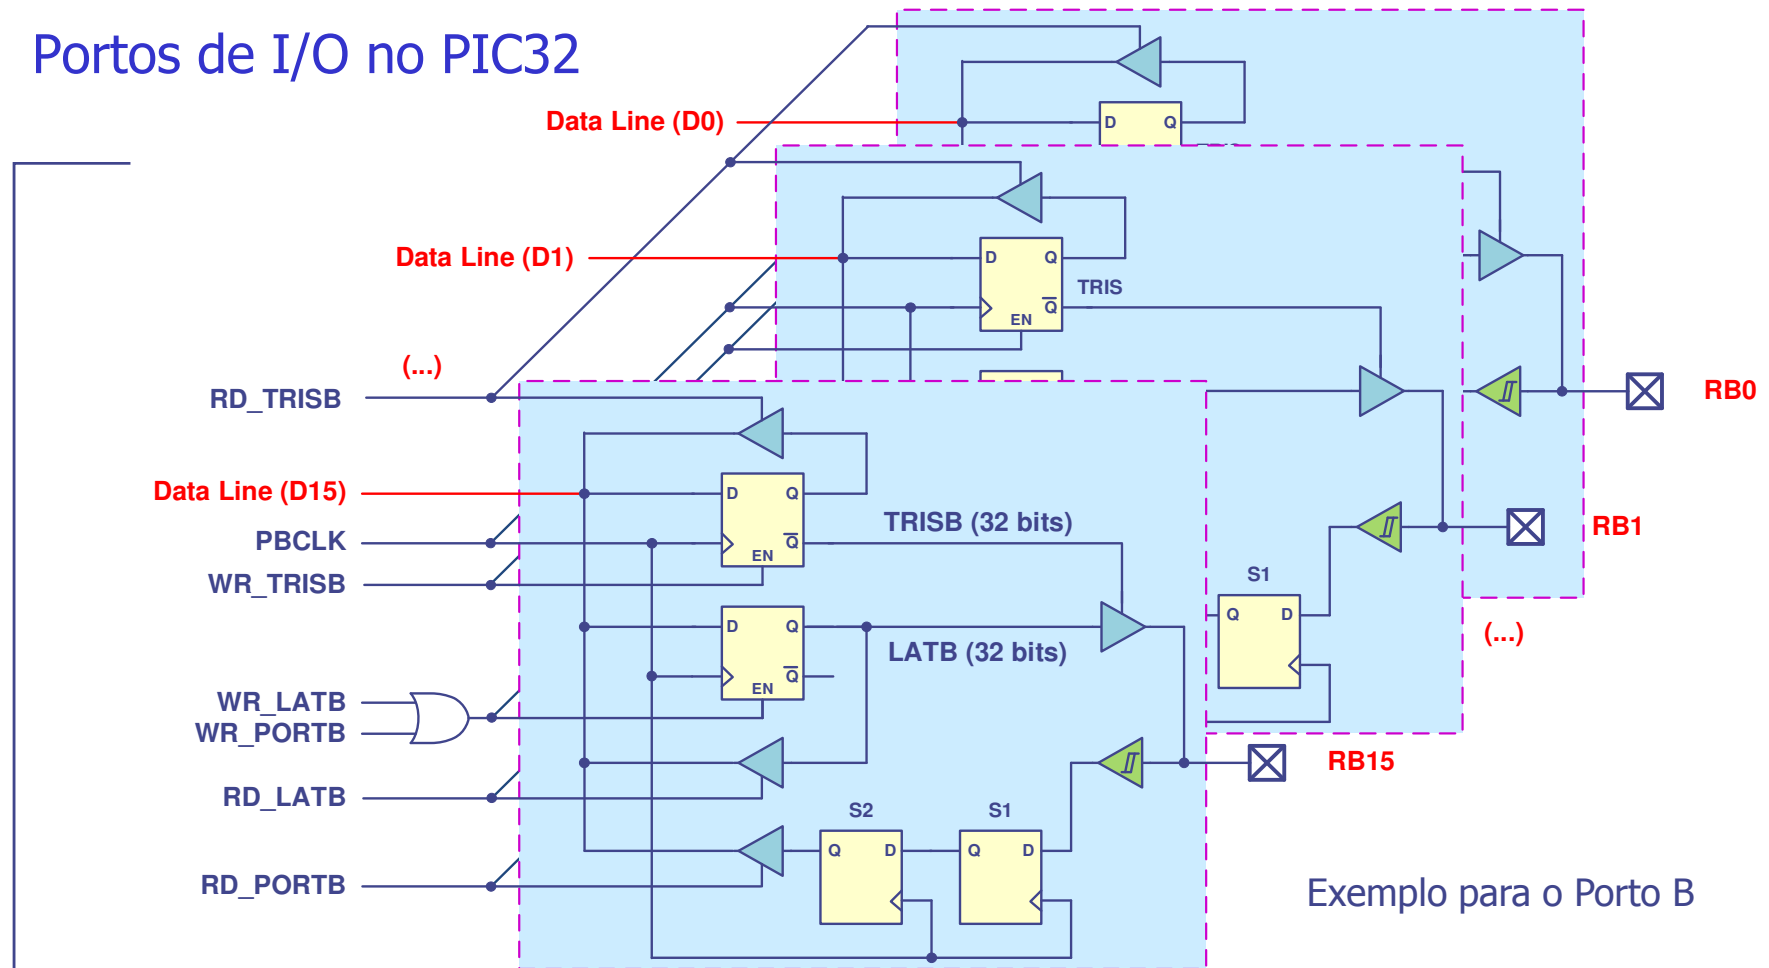 Portos de I/O no PIC32
Data Line (D0)
D Q
Data Line (D1)
D Q
TRIS
Q
EN
(...)
RD_TRISB
RB0
Data Line (D15)
D Q
TRISB (32 bits)
PBCLK
Q
EN
WR_TRISB
RB1
S1
Q D
(...)
D Q
LATB (32 bits)
Q
EN
WR_LATB
WR_PORTB
RB15
RD_LATB
S2 S1
Q D Q D
RD_PORTB
Exemplo para o Porto B